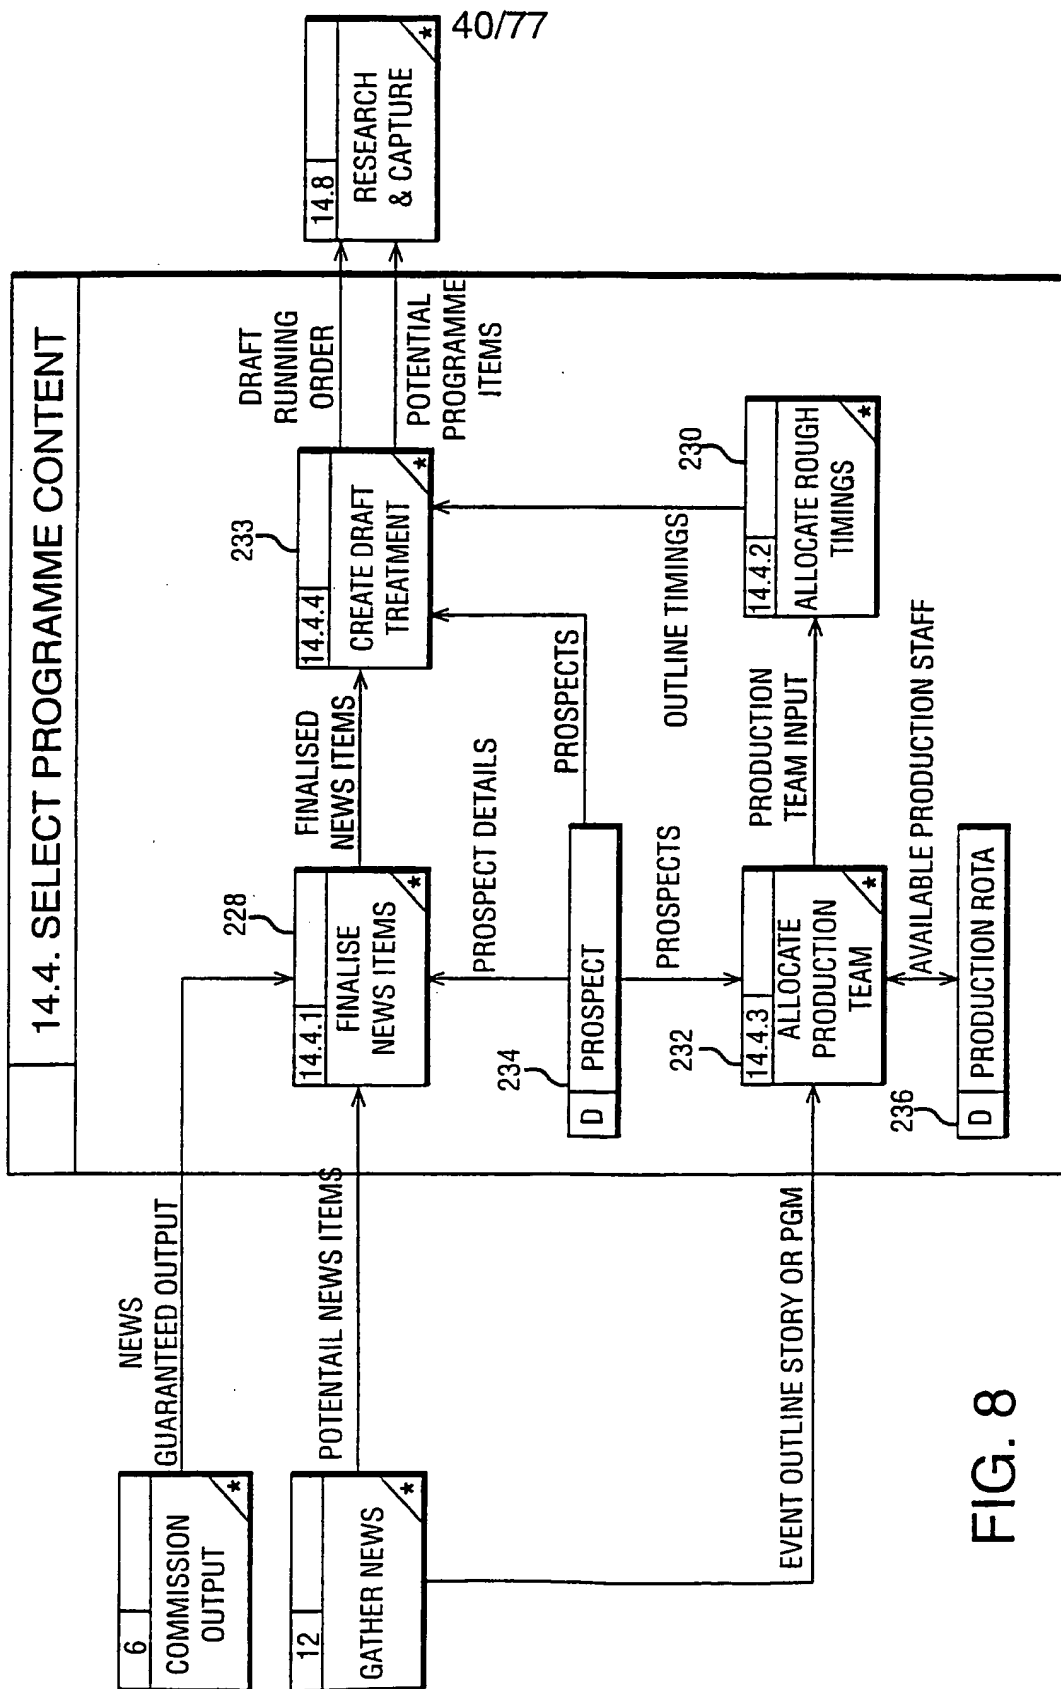 40/77
14.4. SELECT PROGRAMME CONTENT
6
COMMISSION
OUTPUT
*
NEWS
GUARANTEED OUTPUT
12
GATHER NEWS
*
POTENTAIL NEWS ITEMS
EVENT OUTLINE STORY OR PGM
228
14.4.1
FINALISE
NEWS ITEMS
*
FINALISED
NEWS ITEMS
PROSPECT DETAILS
234
D
PROSPECT
PROSPECTS
PROSPECTS
232
14.4.3
ALLOCATE
PRODUCTION
TEAM
*
PRODUCTION
TEAM INPUT
AVAILABLE PRODUCTION STAFF
236
D
PRODUCTION ROTA
233
14.4.4
CREATE DRAFT
TREATMENT
*
OUTLINE TIMINGS
230
14.4.2
ALLOCATE ROUGH
TIMINGS
*
DRAFT
RUNNING
ORDER
POTENTIAL
PROGRAMME
ITEMS
14.8
RESEARCH
& CAPTURE
*
FIG. 8